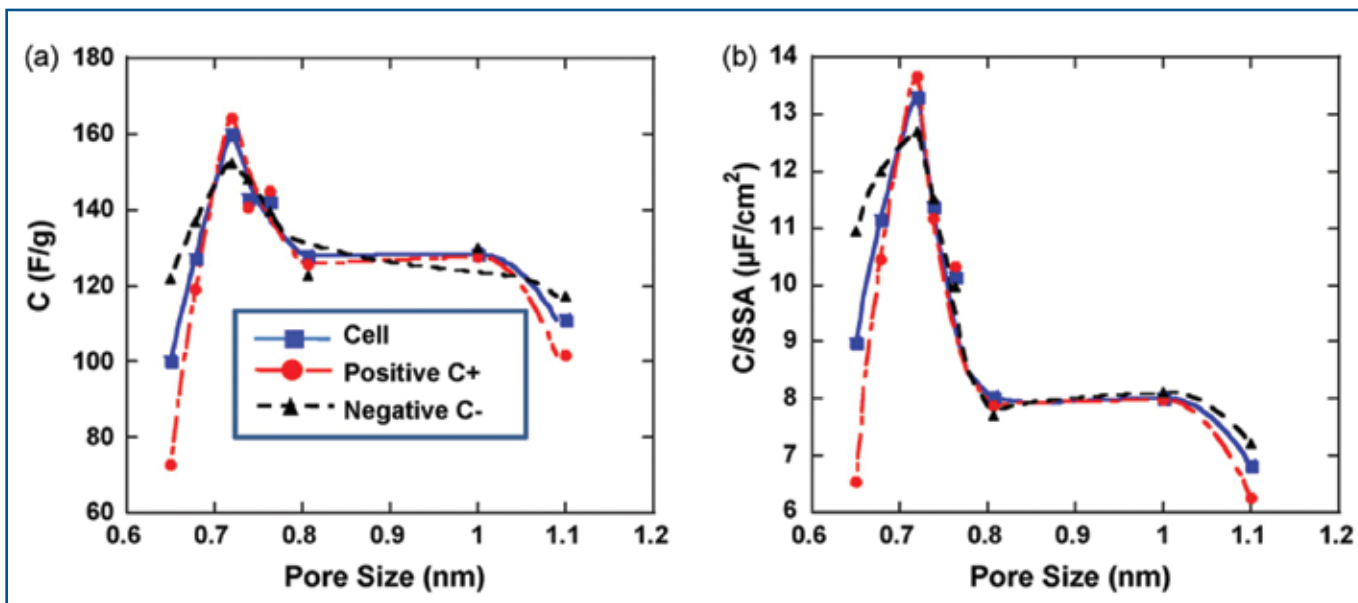 (a)
180
160
140
120
100
80
60
C (F/g)
Cell
Positive C+
Negative C-
0.6 0.7 0.8 0.9 1 1.1 1.2
Pore Size (nm)
(b)
14
13
12
11
10
9
8
7
6
C/SSA (µF/cm²)
0.6 0.7 0.8 0.9 1 1.1 1.2
Pore Size (nm)